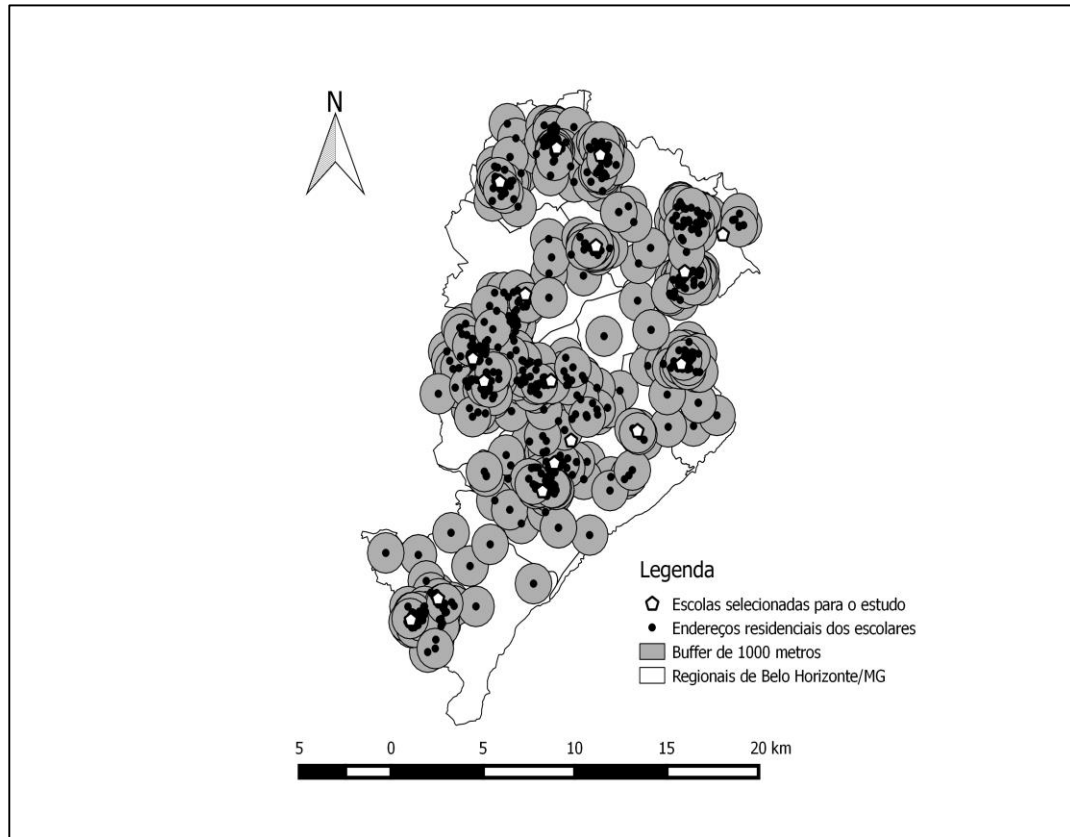 N
Legenda
Escolas selecionadas para o estudo
Endereços residenciais dos escolares
Buffer de 1000 metros
Regionais de Belo Horizonte/MG
5 0 5 10 15 20 km